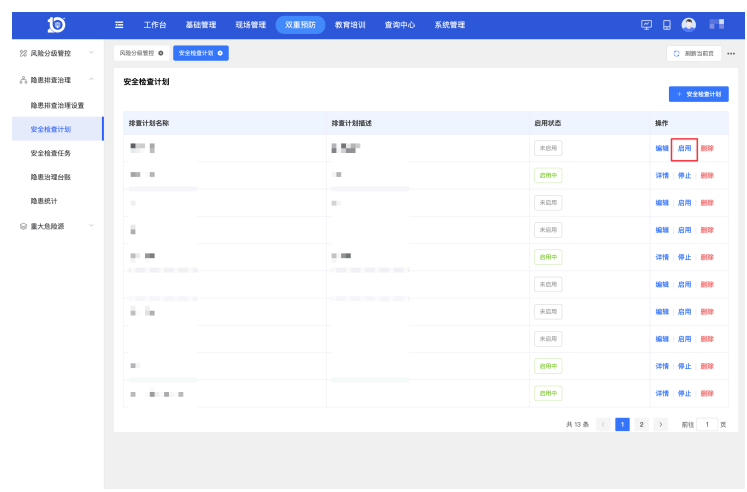 工作台 基础管理 现场管理 双重预防 教育培训 查询中心 系统管理
风险分级管控
隐患排查治理
隐患排查治理设置
安全检查计划
安全检查任务
隐患治理台账
隐患统计
重大危险源
风险分级管控 安全检查计划 刷新当前页
安全检查计划
+ 安全检查计划
排查计划名称 排查计划描述 启用状态 操作
未启用 编辑 启用 删除
启用中 详情 停止 删除
未启用 编辑 启用 删除
未启用 编辑 启用 删除
启用中 详情 停止 删除
未启用 编辑 启用 删除
未启用 编辑 启用 删除
未启用 编辑 启用 删除
启用中 详情 停止 删除
启用中 详情 停止 删除
共 13 条 1 2 前往 1 页